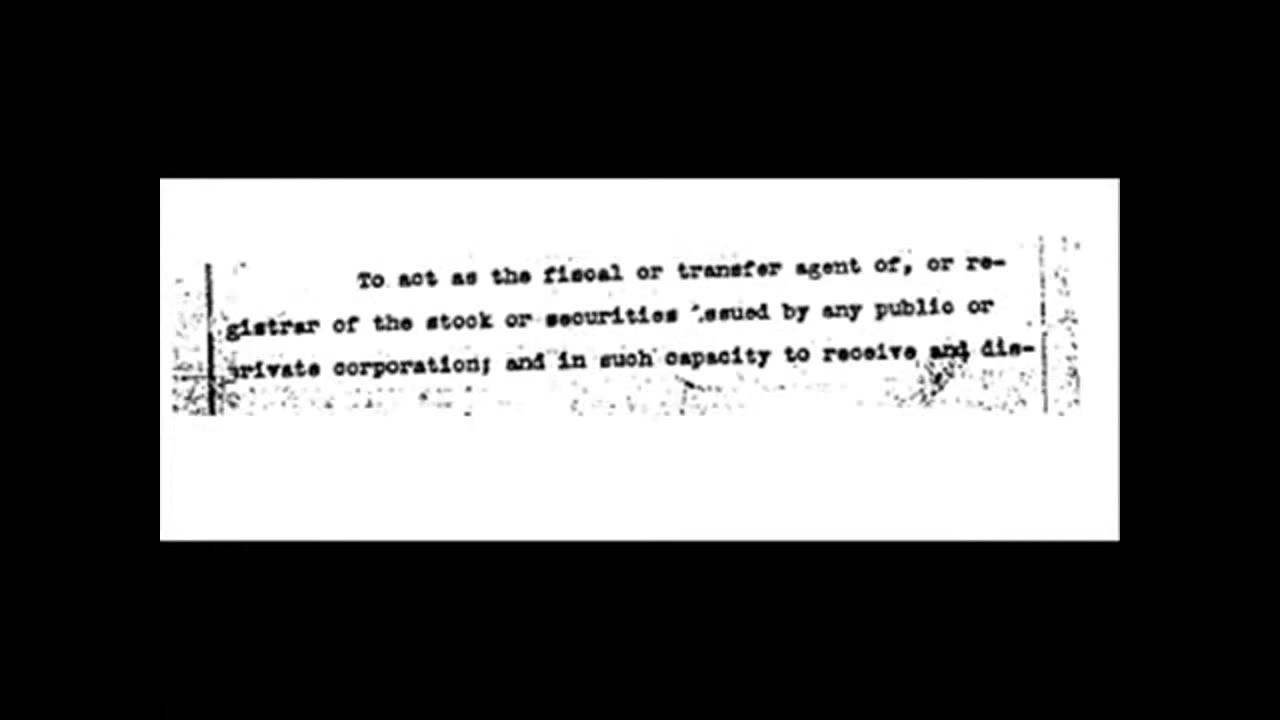 To act as the fiscal or transfer agent of, or re-
gistrar of the stock or securities issued by any public or
private corporation; and in such capacity to receive and dis-